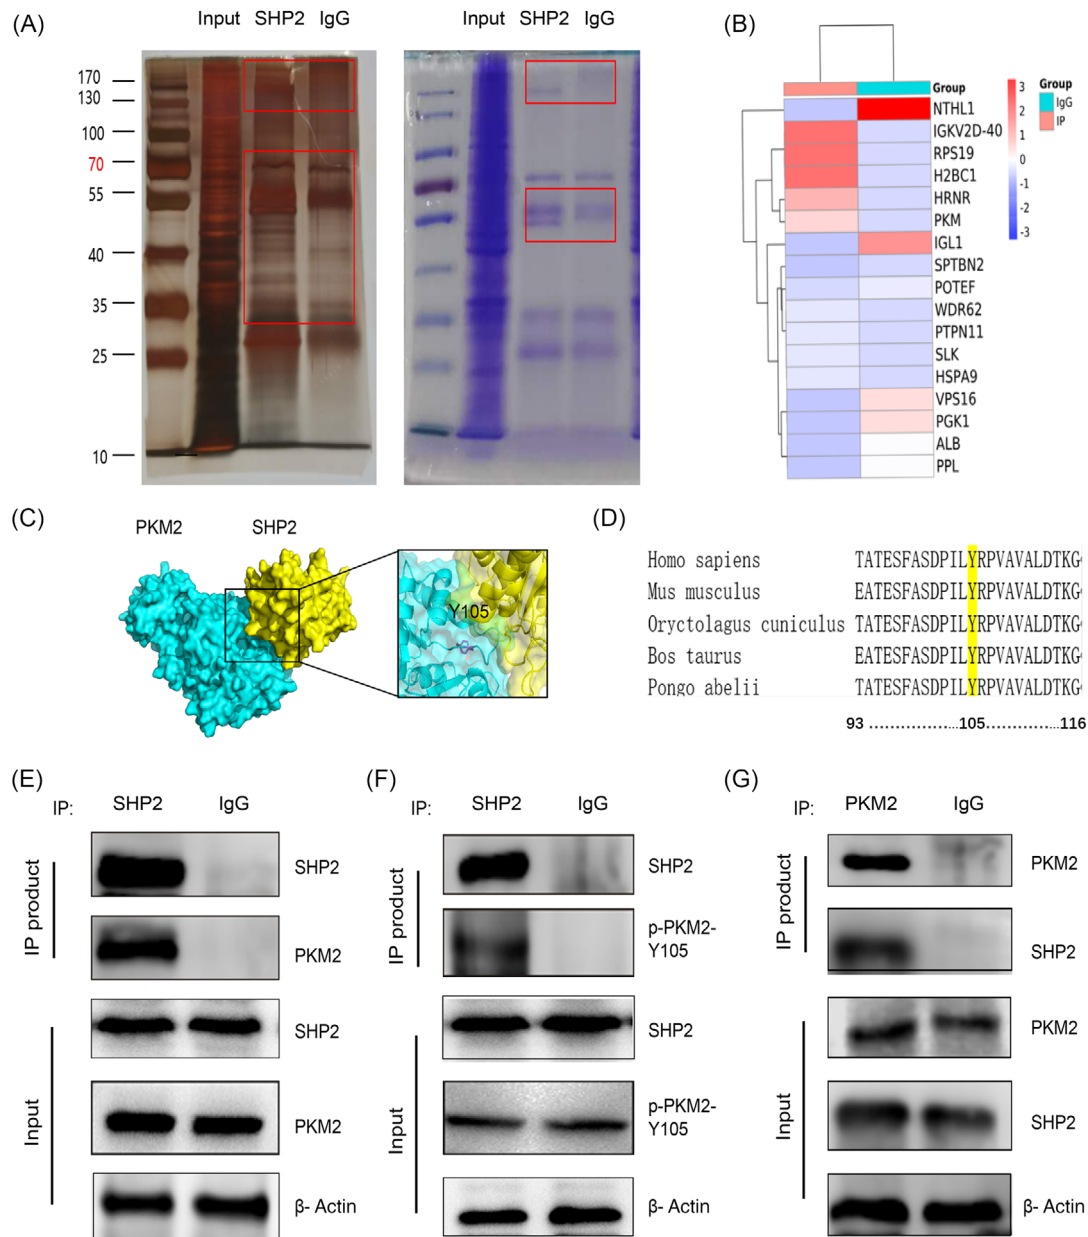 (A)
Input SHP2 IgG
Input SHP2 IgG
170
130
100
70
55
40
35
25
10
(B)
Group
NTHL1
IGKV2D-40
RPS19
H2BC1
HRNR
PKM
IGL1
SPTBN2
POTEF
WDR62
PTPN11
SLK
HSPA9
VPS16
PGK1
ALB
PPL
3
2
1
0
-1
-2
-3
Group
IgG
IP
(C)
PKM2 SHP2
Y105
(D)
Homo sapiens TATESFASDPILYRPVAVALDTKG
Mus musculus EATESFASDPILYRPVAVALDTKG
Oryctolagus cuniculus TATESFASDPILYRPVAVALDTKG
Bos taurus EATESFASDPILYRPVAVALDTKG
Pongo abelii TATESFASDPILYRPVAVALDTKG
93 ..................105..................116
(E)
IP: SHP2 IgG
IP product
SHP2
PKM2
Input
SHP2
PKM2
β- Actin
(F)
IP: SHP2 IgG
IP product
SHP2
p-PKM2-
Y105
Input
SHP2
p-PKM2-
Y105
β- Actin
(G)
IP: PKM2 IgG
IP product
PKM2
SHP2
Input
PKM2
SHP2
β- Actin